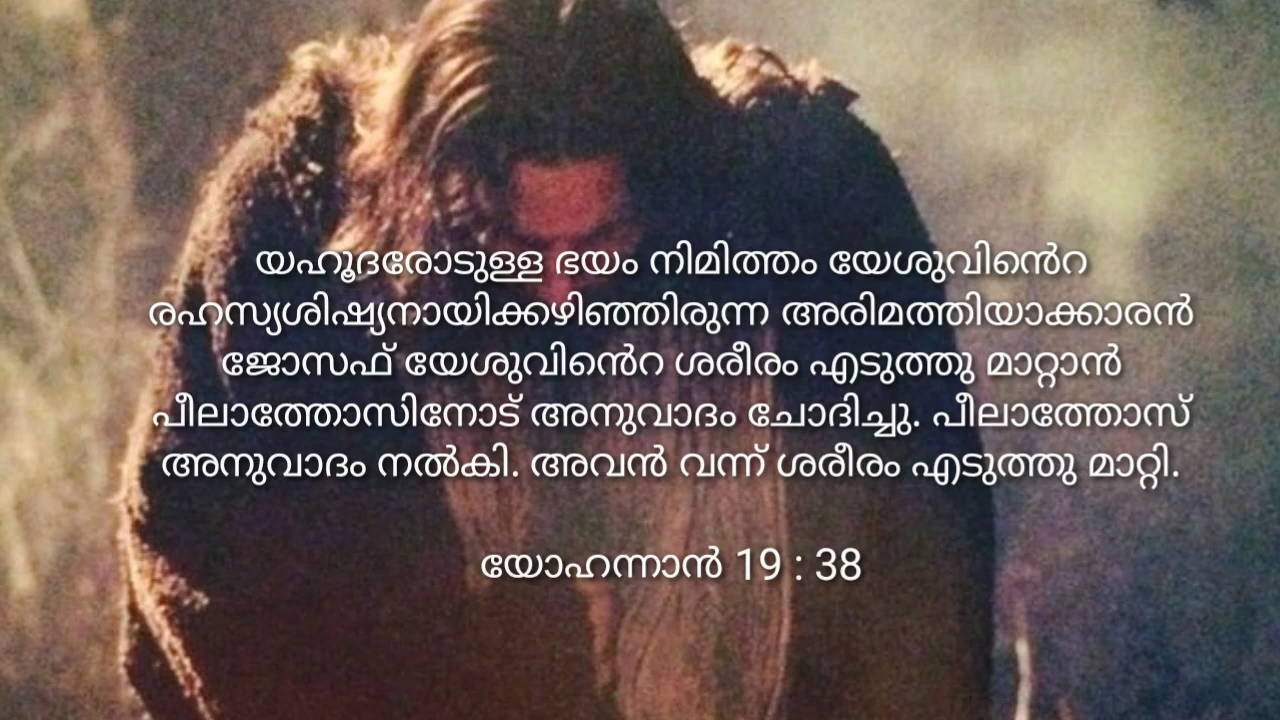 യഹൂദരോടുള്ള ഭയം നിമിത്തം യേശുവിൻെറ
രഹസ്യശിഷ്യനായിക്കഴിഞ്ഞിരുന്ന അരിമത്തിയാക്കാരൻ
ജോസഫ് യേശുവിൻെറ ശരീരം എടുത്തു മാറ്റാൻ
പീലാത്തോസിനോട് അനുവാദം ചോദിച്ചു. പീലാത്തോസ്
അനുവാദം നൽകി. അവൻ വന്ന് ശരീരം എടുത്തു മാറ്റി.
യോഹന്നാൻ 19 : 38